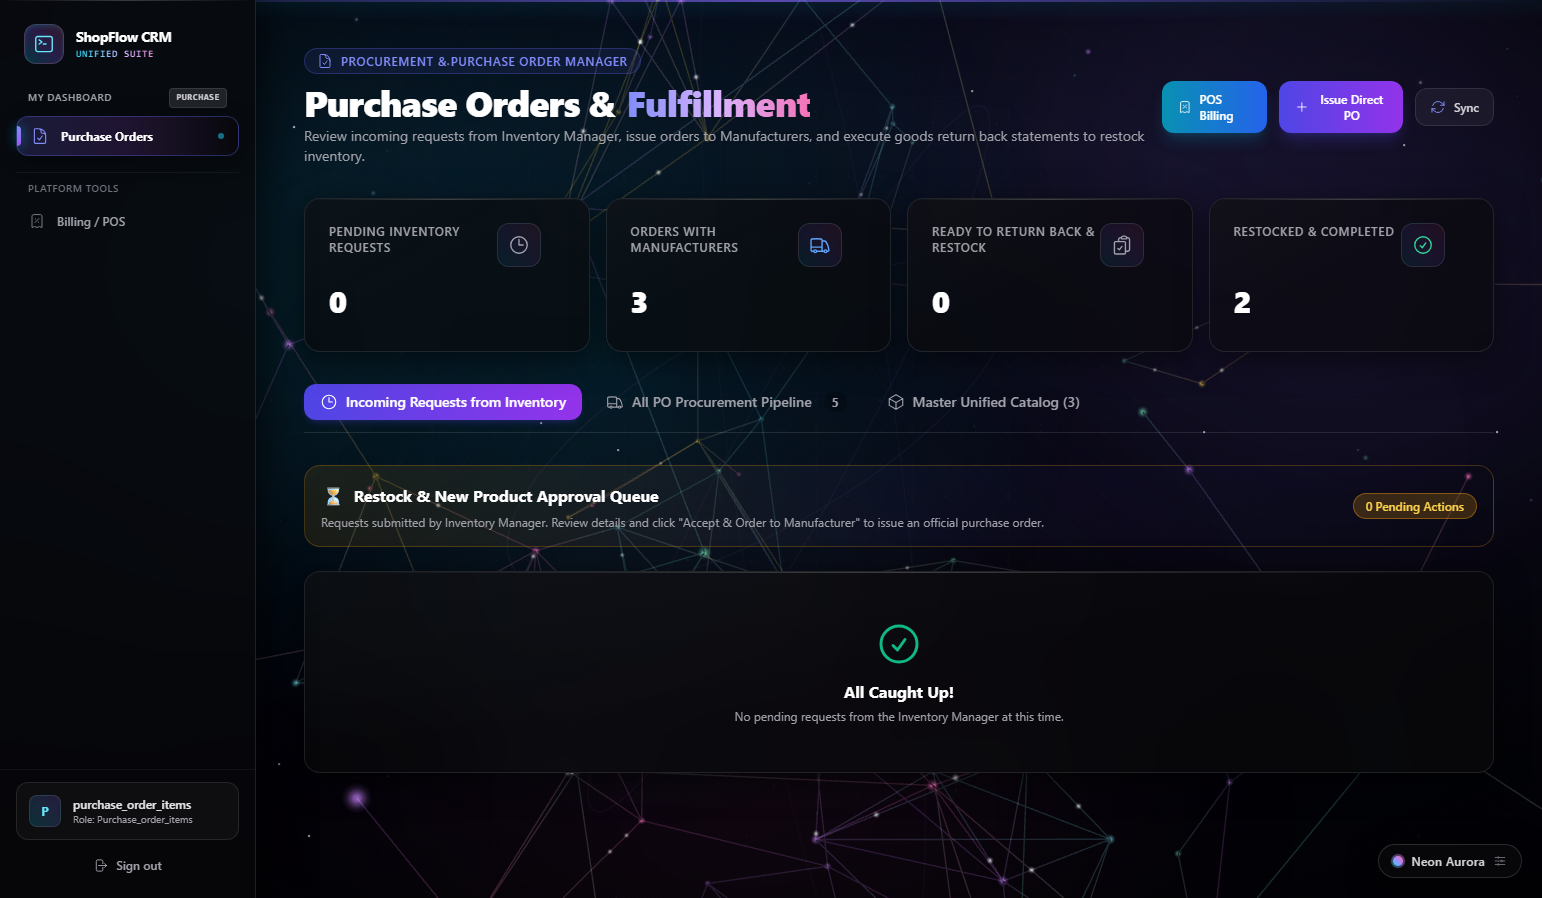 ShopFlow CRM
UNIFIED SUITE
MY DASHBOARD
PURCHASE
Purchase Orders
PLATFORM TOOLS
Billing / POS
P
purchase_order_items
Role: Purchase_order_items
Sign out
PROCUREMENT & PURCHASE ORDER MANAGER
Purchase Orders & Fulfillment
Review incoming requests from Inventory Manager, issue orders to Manufacturers, and execute goods return back statements to restock
inventory.
POS
Billing
Issue Direct
PO
Sync
PENDING INVENTORY
REQUESTS
0
ORDERS WITH
MANUFACTURERS
3
READY TO RETURN BACK &
RESTOCK
0
RESTOCKED & COMPLETED
2
Incoming Requests from Inventory
All PO Procurement Pipeline 5
Master Unified Catalog (3)
Restock & New Product Approval Queue
Requests submitted by Inventory Manager. Review details and click "Accept & Order to Manufacturer" to issue an official purchase order.
0 Pending Actions
All Caught Up!
No pending requests from the Inventory Manager at this time.
Neon Aurora